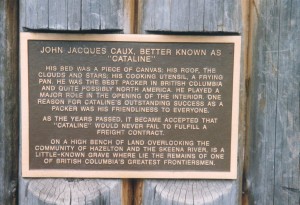 JOHN JACQUES CAUX, BETTER KNOWN AS
"CATALINE"
HIS BED WAS A PIECE OF CANVAS; HIS ROOF, THE
CLOUDS AND STARS; HIS COOKING UTENSIL, A FRYING
PAN. HE WAS THE BEST PACKER IN BRITISH COLUMBIA
AND QUITE POSSIBLY NORTH AMERICA. HE PLAYED A
MAJOR ROLE IN THE OPENING OF THE INTERIOR. ONE
REASON FOR CATALINE'S OUTSTANDING SUCCESS AS A
PACKER WAS HIS FRIENDLINESS TO EVERYONE.
AS THE YEARS PASSED, IT BECAME ACCEPTED THAT
"CATALINE" WOULD NEVER FAIL TO FULFILL A
FREIGHT CONTRACT.
ON A HIGH BENCH OF LAND OVERLOOKING THE
COMMUNITY OF HAZELTON AND THE SKEENA RIVER, IS A
LITTLE-KNOWN GRAVE WHERE LIE THE REMAINS OF ONE
OF BRITISH COLUMBIA'S GREATEST FRONTIERSMEN.